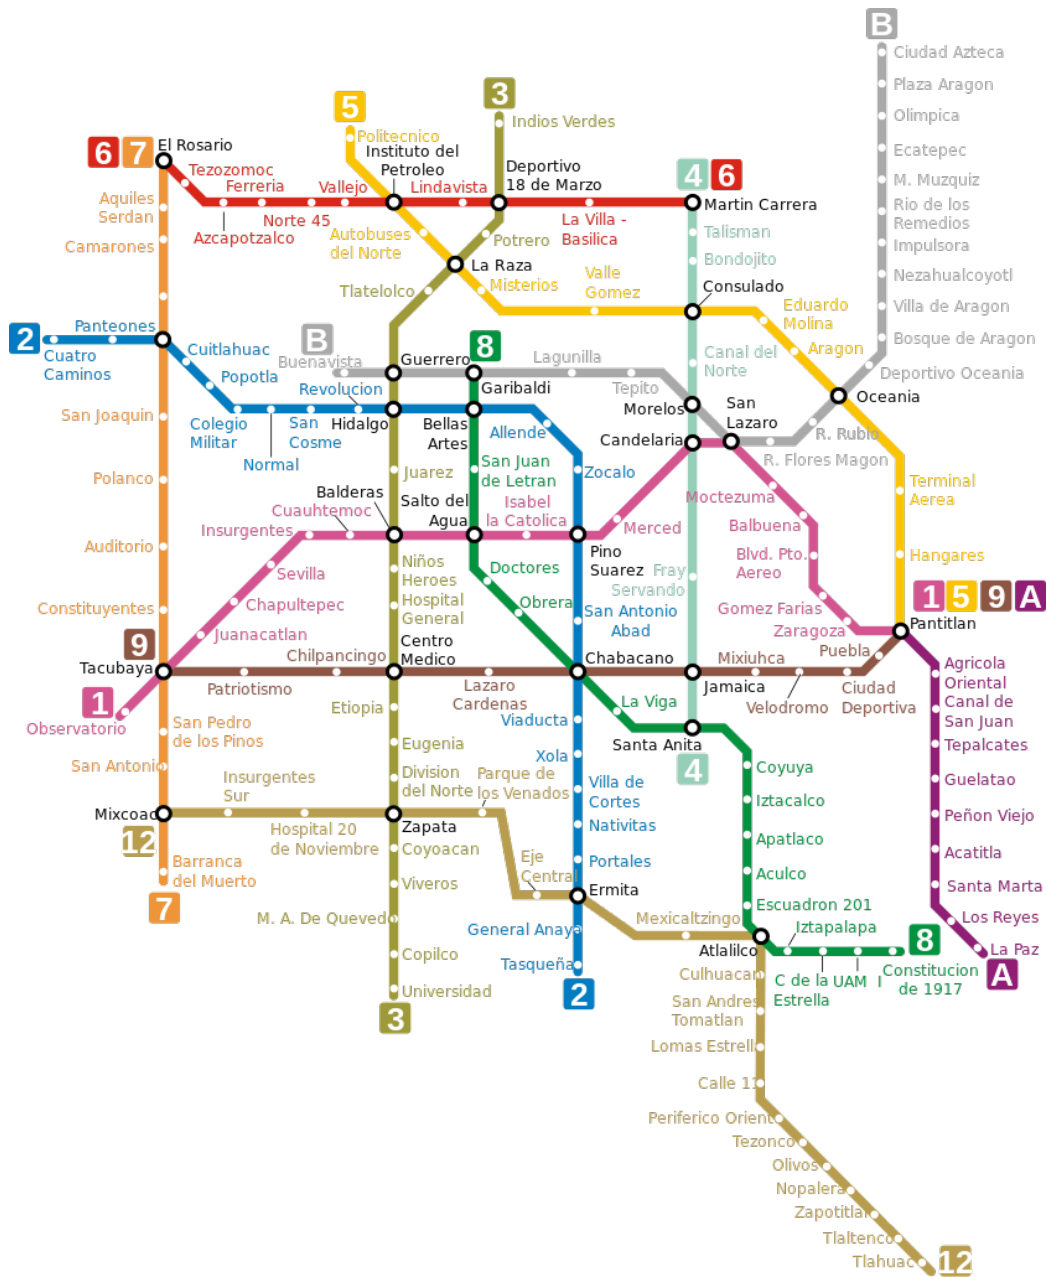 B
Ciudad Azteca
Plaza Aragon
Olimpica
Ecatepec
M. Muzquiz
Rio de los
Remedios
Impulsora
Nezahualcoyotl
Villa de Aragon
Bosque de Aragon
Deportivo Oceania
3
Indios Verdes
5
Politecnico
Instituto del
Petroleo
Deportivo
18 de Marzo
6 7
El Rosario
Tezozomoc
Ferreria
Vallejo
Lindavista
Norte 45
Azcapotzalco
La Villa -
Basilica
4 6
Martin Carrera
Talisman
Bondojito
Aquiles
Serdan
Camarones
Autobuses
del Norte
Potrero
La Raza
Misterios
Tlatelolco
Valle
Gomez
Consulado
Eduardo
Molina
Aragon
Oceania
2
Panteones
Cuatro
Caminos
Cuitlahuac
Popotla
Colegio
Militar
Normal
San
Cosme
Revolucion
Hidalgo
B
Buenavista
Guerrero
8
Garibaldi
Lagunilla
Tepito
Canal del
Norte
Morelos
San
Lazaro
R. Rubio
R. Flores Magon
Bellas
Artes
Allende
Zocalo
Candelaria
San Joaquin
Polanco
Auditorio
Constituyentes
Juarez
San Juan
de Letran
Balderas
Salto del
Agua
Isabel
la Catolica
Cuauhtemoc
Insurgentes
Sevilla
Chapultepec
Juanacatlan
Merced
Moctezuma
Balbuena
Blvd. Pto.
Aereo
Gomez Farias
Zaragoza
Terminal
Aerea
Hangares
1 5 9 A
Pantitlan
Pino
Suarez
Fray
Servando
Niños
Heroes
Hospital
General
Doctores
Obrera
San Antonio
Abad
Centro
Medico
Chabacano
9
Tacubaya
1
Observatorio
Patriotismo
Chilpancingo
Lazaro
Cardenas
Jamaica
Mixiuhca
Velodromo
Puebla
Ciudad
Deportiva
San Pedro
de los Pinos
San Antonio
Mixcoac
12
Barranca
del Muerto
7
Insurgentes
Sur
Hospital 20
de Noviembre
Etiopia
Eugenia
Division
del Norte
Parque de
los Venados
Zapata
Coyoacan
Viveros
M. A. De Quevedo
Copilco
Universidad
3
Eje
Central
Viaducta
Xola
Villa de
Cortes
Nativitas
Portales
Ermita
General Anaya
Tasqueña
2
La Viga
Santa Anita
4
Coyuya
Iztacalco
Apatlaco
Aculco
Escuadron 201
Mexicaltzingo
Atlalilco
Iztapalapa
C de la
Estrella
UAM I
8
Constitucion
de 1917
Agricola
Oriental
Canal de
San Juan
Tepalcates
Guelatao
Peñon Viejo
Acatitla
Santa Marta
Los Reyes
La Paz
A
Culhuacan
San Andres
Tomatlan
Lomas Estrella
Calle 11
Periferico Orient
Tezonco
Olivos
Nopalera
Zapotitlan
Tlaltenco
Tlahuac
12